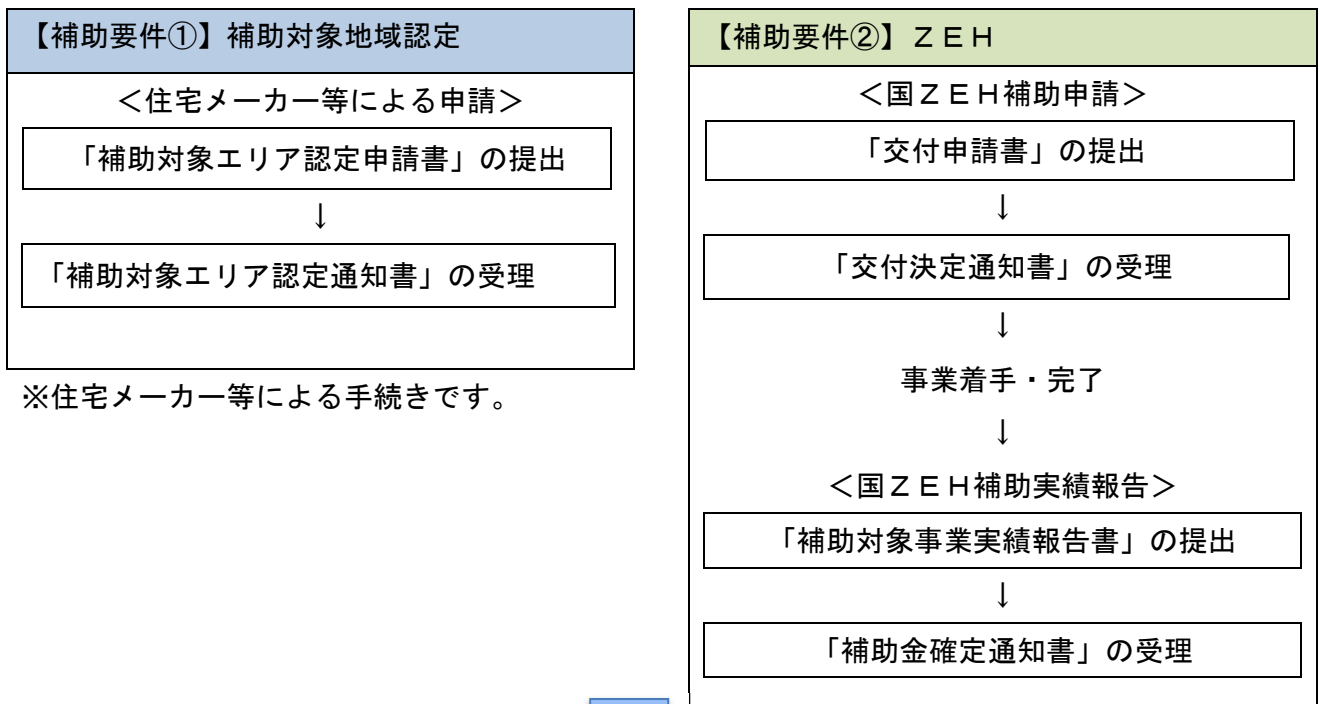 【補助要件①】補助対象地域認定
＜住宅メーカー等による申請＞
「補助対象エリア認定申請書」の提出
↓
「補助対象エリア認定通知書」の受理
※住宅メーカー等による手続きです。
【補助要件②】ＺＥＨ
＜国ＺＥＨ補助申請＞
「交付申請書」の提出
↓
「交付決定通知書」の受理
↓
事業着手・完了
↓
＜国ＺＥＨ補助実績報告＞
「補助対象事業実績報告書」の提出
↓
「補助金確定通知書」の受理